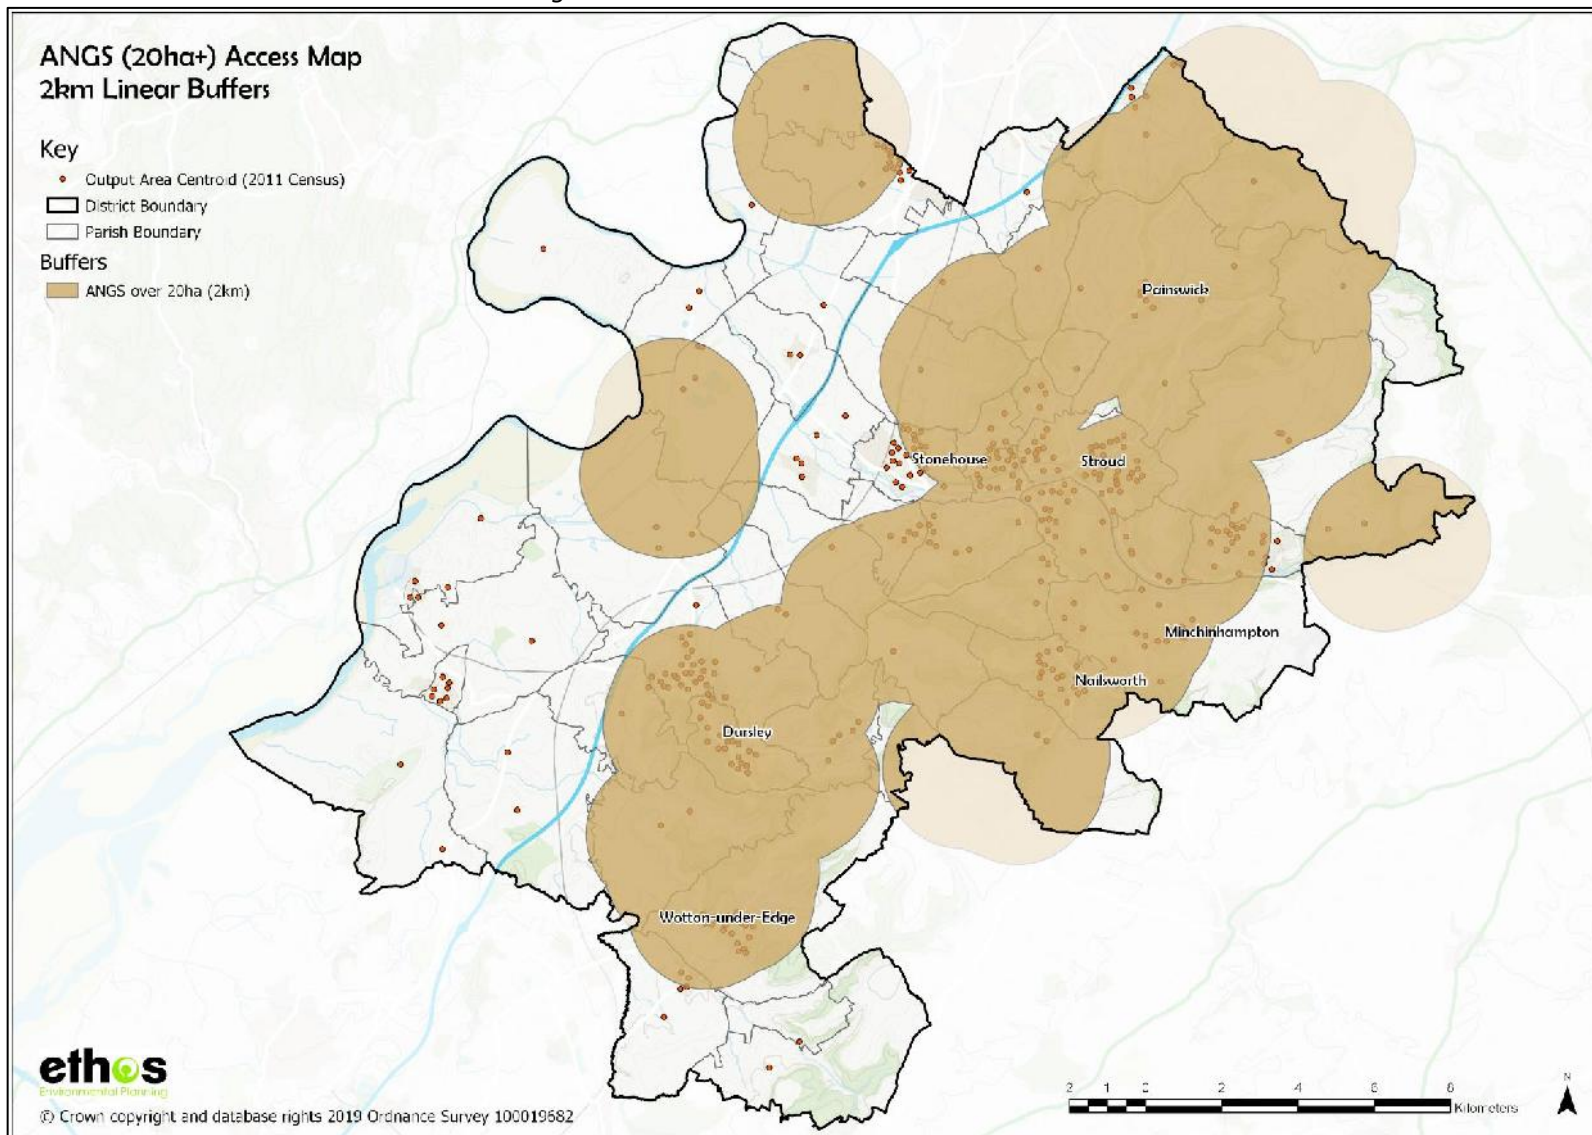 ANGS (20ha+) Access Map
2km Linear Buffers
Key
Output Area Centroid (2011 Census)
District Boundary
Parish Boundary
Buffers
ANGS over 20ha (2km)
Painswick
Stonehouse
Stroud
Minchinhampton
Nailsworth
Dursley
Wotton-under-Edge
ethos
Environmental Planning
© Crown copyright and database rights 2019 Ordnance Survey 100019682
2 1 0 2 4 6 8
Kilometers
N